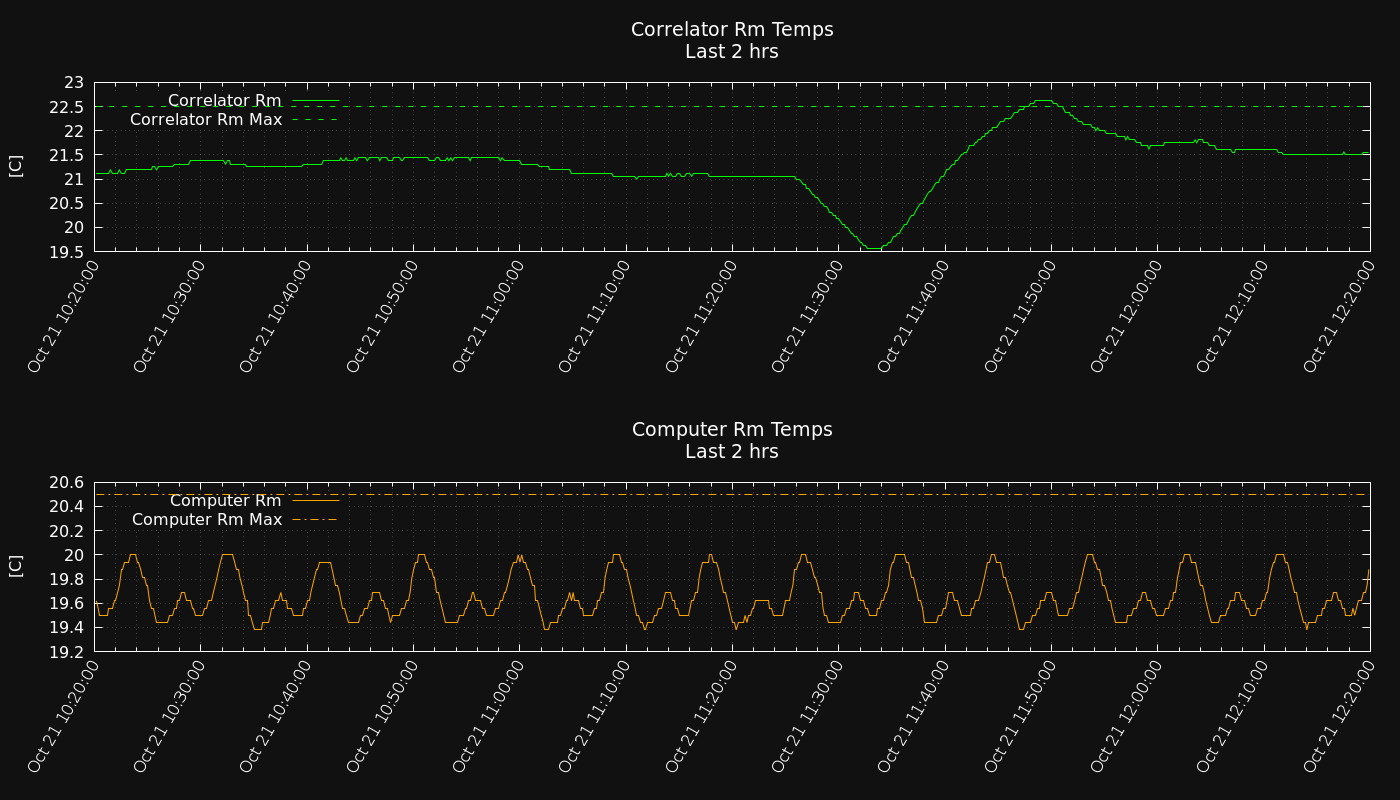 Correlator Rm Temps
Last 2 hrs
[C]
23
22.5
22
21.5
21
20.5
20
19.5
Correlator Rm
Correlator Rm Max
Oct 21 10:20:00
Oct 21 10:30:00
Oct 21 10:40:00
Oct 21 10:50:00
Oct 21 11:00:00
Oct 21 11:10:00
Oct 21 11:20:00
Oct 21 11:30:00
Oct 21 11:40:00
Oct 21 11:50:00
Oct 21 12:00:00
Oct 21 12:10:00
Oct 21 12:20:00
Computer Rm Temps
Last 2 hrs
[C]
20.6
20.4
20.2
20
19.8
19.6
19.4
19.2
Computer Rm
Computer Rm Max
Oct 21 10:20:00
Oct 21 10:30:00
Oct 21 10:40:00
Oct 21 10:50:00
Oct 21 11:00:00
Oct 21 11:10:00
Oct 21 11:20:00
Oct 21 11:30:00
Oct 21 11:40:00
Oct 21 11:50:00
Oct 21 12:00:00
Oct 21 12:10:00
Oct 21 12:20:00